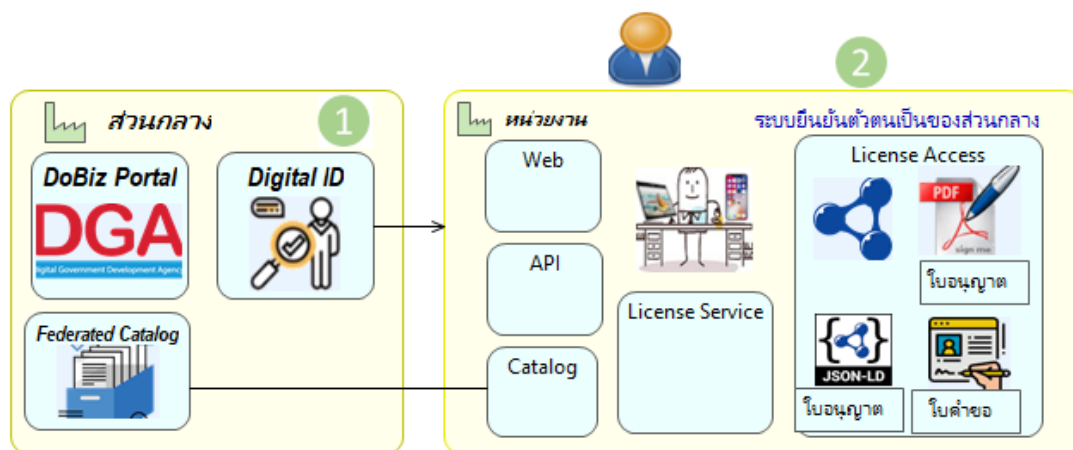 2
1
ส่วนกลาง
หน่วยงาน
ระบบยืนยันตัวตนเป็นของส่วนกลาง
DoBiz Portal
DGA
Digital Government Development Agency
Digital ID
Web
License Access
PDF
sign me
ใบอนุญาต
API
License Service
Federated Catalog
Catalog
JSON-LD
ใบอนุญาต
ใบคำขอ